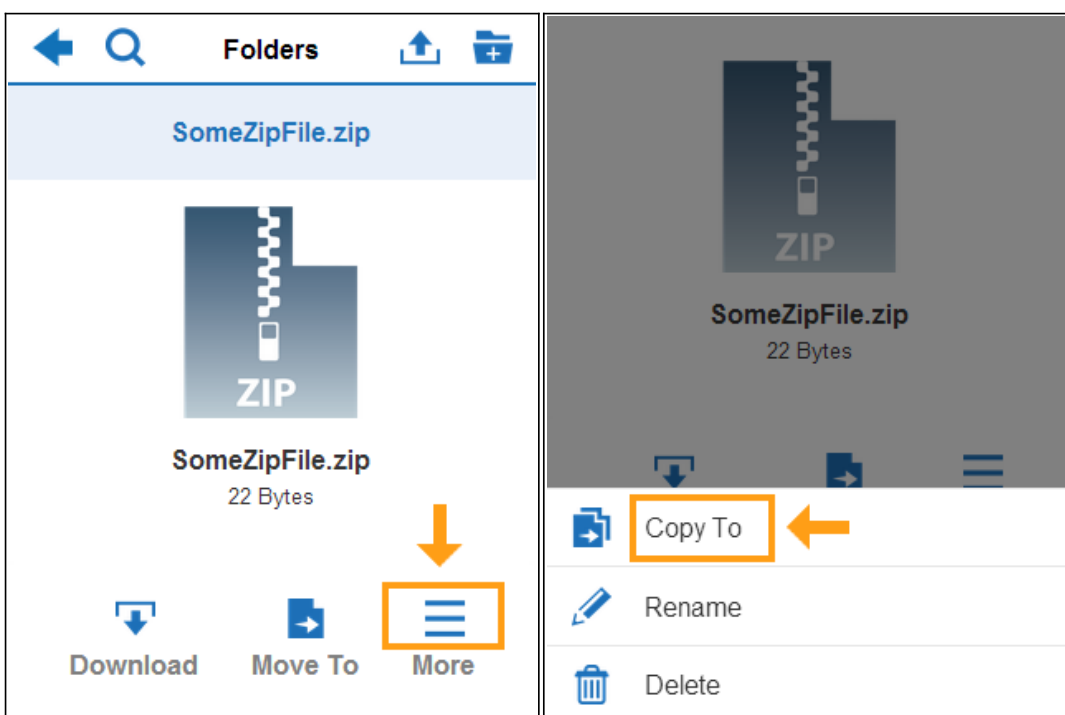 Folders
SomeZipFile.zip
ZIP
SomeZipFile.zip
22 Bytes
Download Move To More
ZIP
SomeZipFile.zip
22 Bytes
Copy To
Rename
Delete